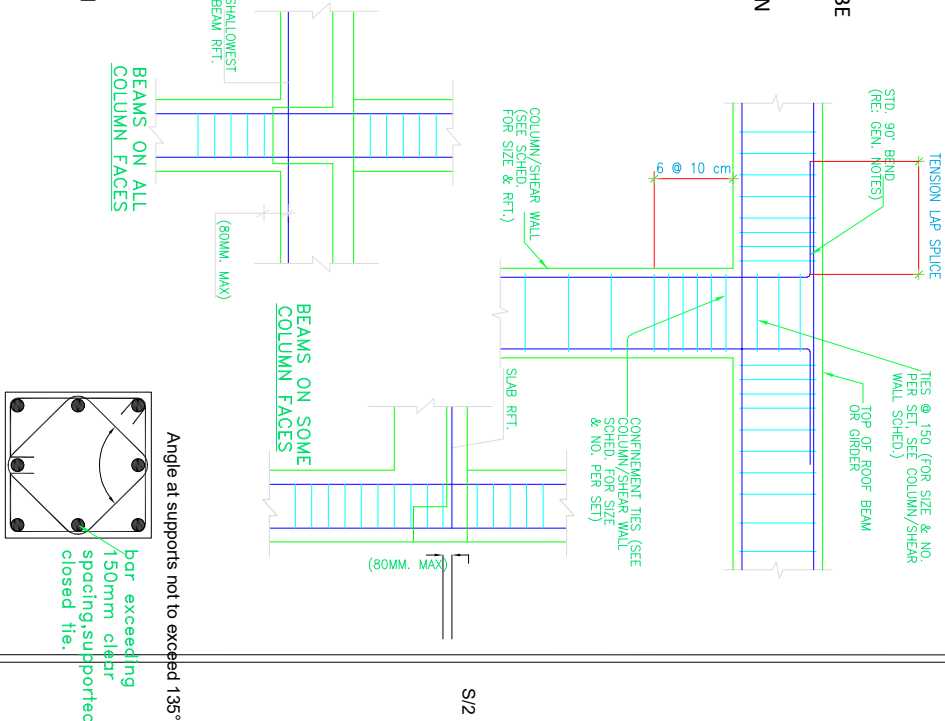 BE
N
STD. 90° BEND
(RE: GEN. NOTES)
TENSION LAP SPLICE
6 @ 10 cm
COLUMN/SHEAR WALL
(SEE SCHED.
FOR SIZE & RFT.)
TIES @ 150 (FOR SIZE & NO.
PER SET, SEE COLUMN/SHEAR
WALL SCHED.)
TOP OF ROOF BEAM
OR GIRDER
CONFINEMENT TIES (SEE
COLUMN/SHEAR WALL
SCHED. FOR SIZE
& NO. PER SET)
SHALLOWEST
BEAM RFT.
BEAMS ON ALL
COLUMN FACES
(80MM. MAX)
BEAMS ON SOME
COLUMN FACES
SLAB RFT.
(80MM. MAX)
S/2
Angle at supports not to exceed 135°
bar exceeding
150mm clear
spacing,supported
closed tie.